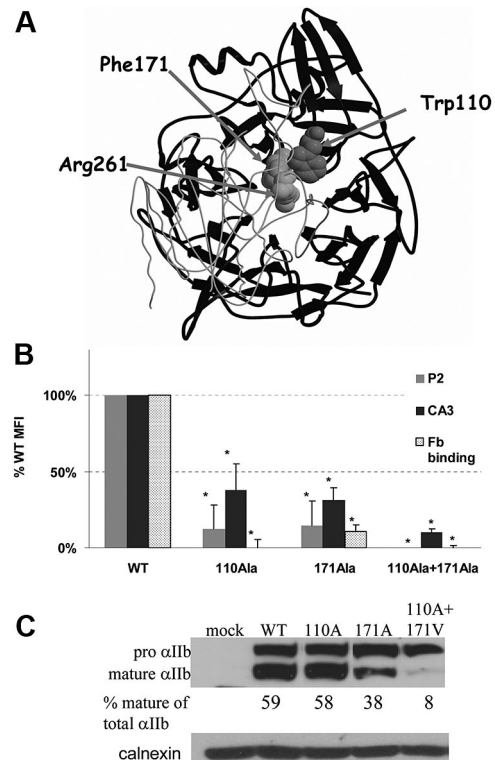 A
Phe171
Trp110
Arg261
B
% WT MFI
100%
50%
0%
P2
CA3
Fb
binding
* * *
* * *
* * *
WT 110Ala 171Ala 110Ala+171Ala
C
mock WT 110A 171A 110A+
171V
pro αIIb
mature αIIb
% mature of 59 58 38 8
total αIIb
calnexin